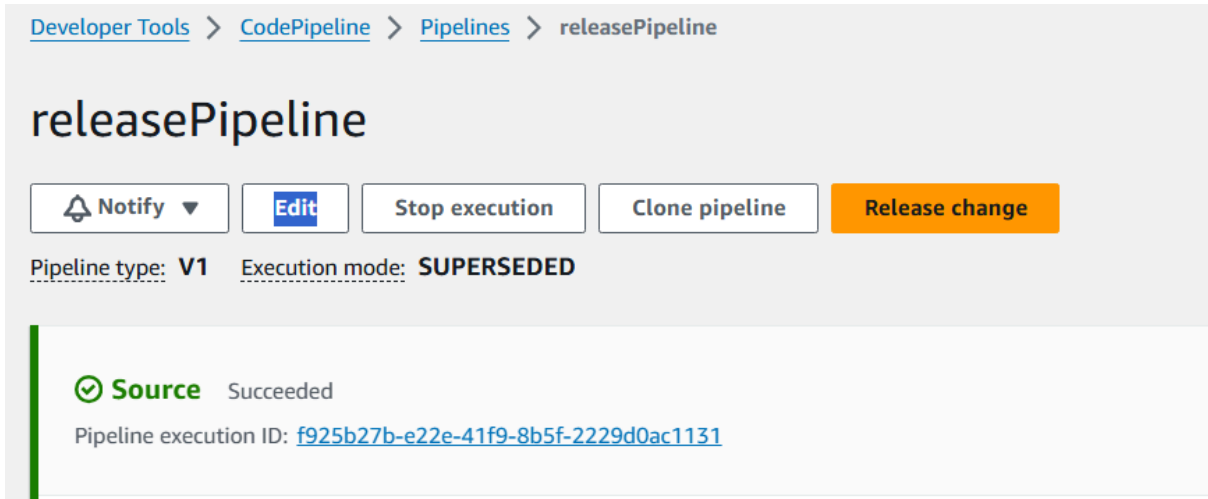 Developer Tools > CodePipeline > Pipelines > releasePipeline
releasePipeline
Notify ▼ Edit Stop execution Clone pipeline Release change
Pipeline type: V1 Execution mode: SUPERSEDED
Source Succeeded
Pipeline execution ID: f925b27b-e22e-41f9-8b5f-2229d0ac1131